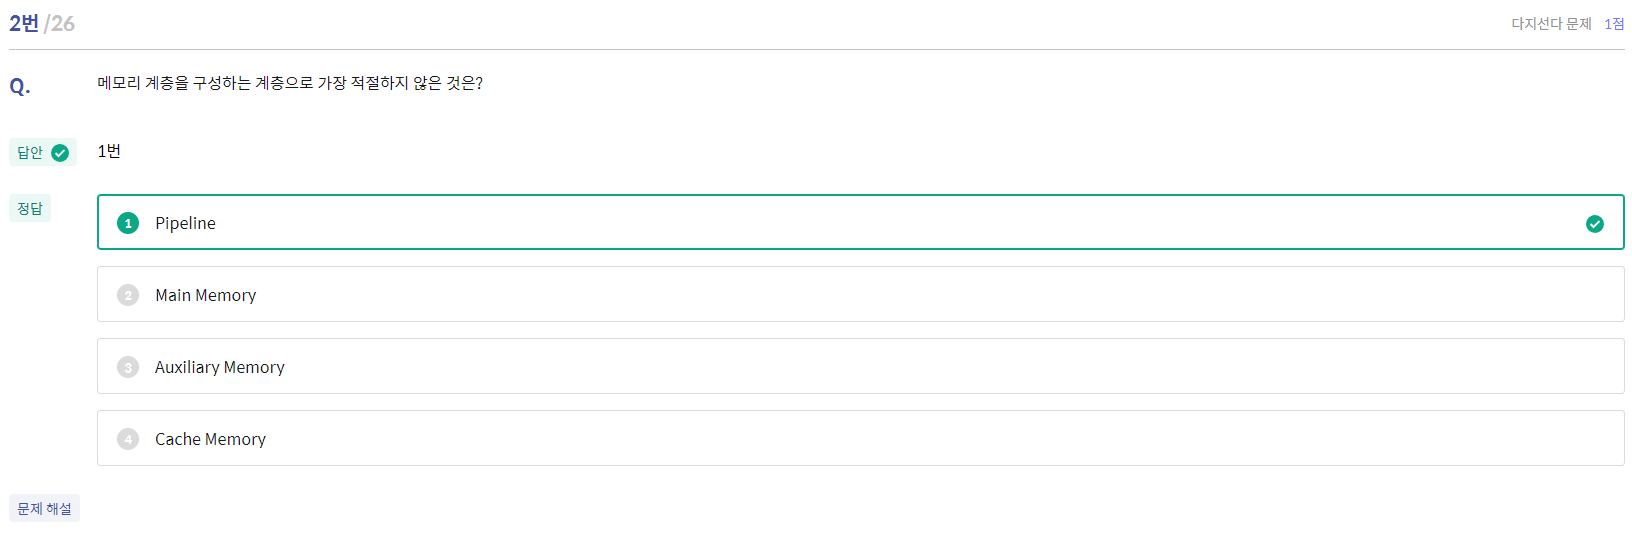 2번 /26 다지선다 문제 1점
Q. 메모리 계층을 구성하는 계층으로 가장 적절하지 않은 것은?
답안 1번
정답
1 Pipeline
2 Main Memory
3 Auxiliary Memory
4 Cache Memory
문제 해설